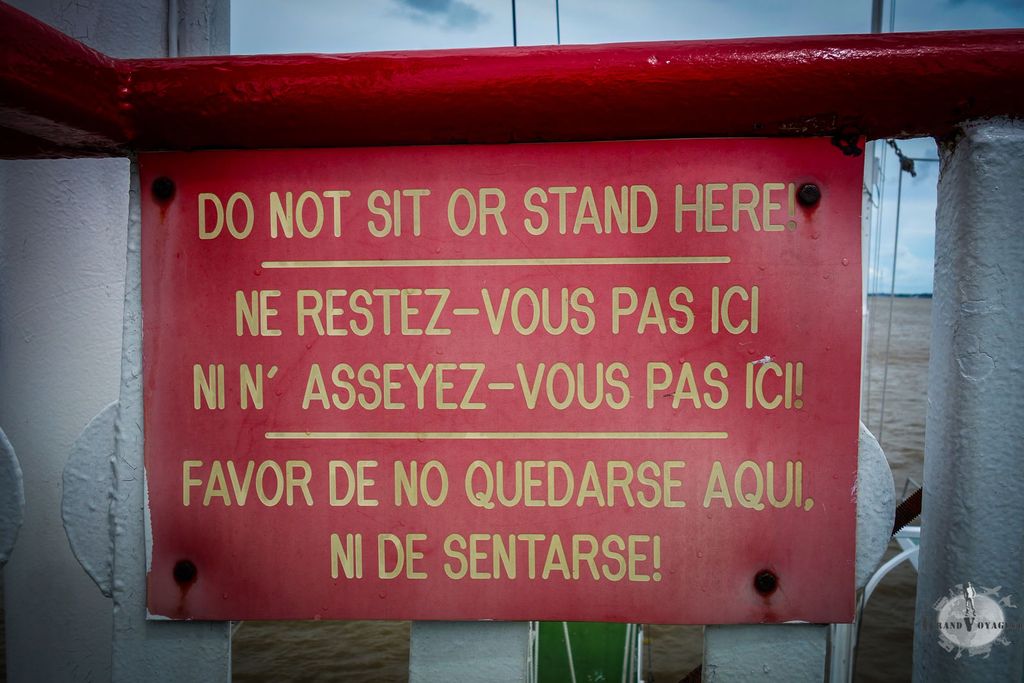 DO NOT SIT OR STAND HERE!
NE RESTEZ-VOUS PAS ICI
NI N' ASSEYEZ-VOUS PAS ICI!
FAVOR DE NO QUEDARSE AQUI,
NI DE SENTARSE!